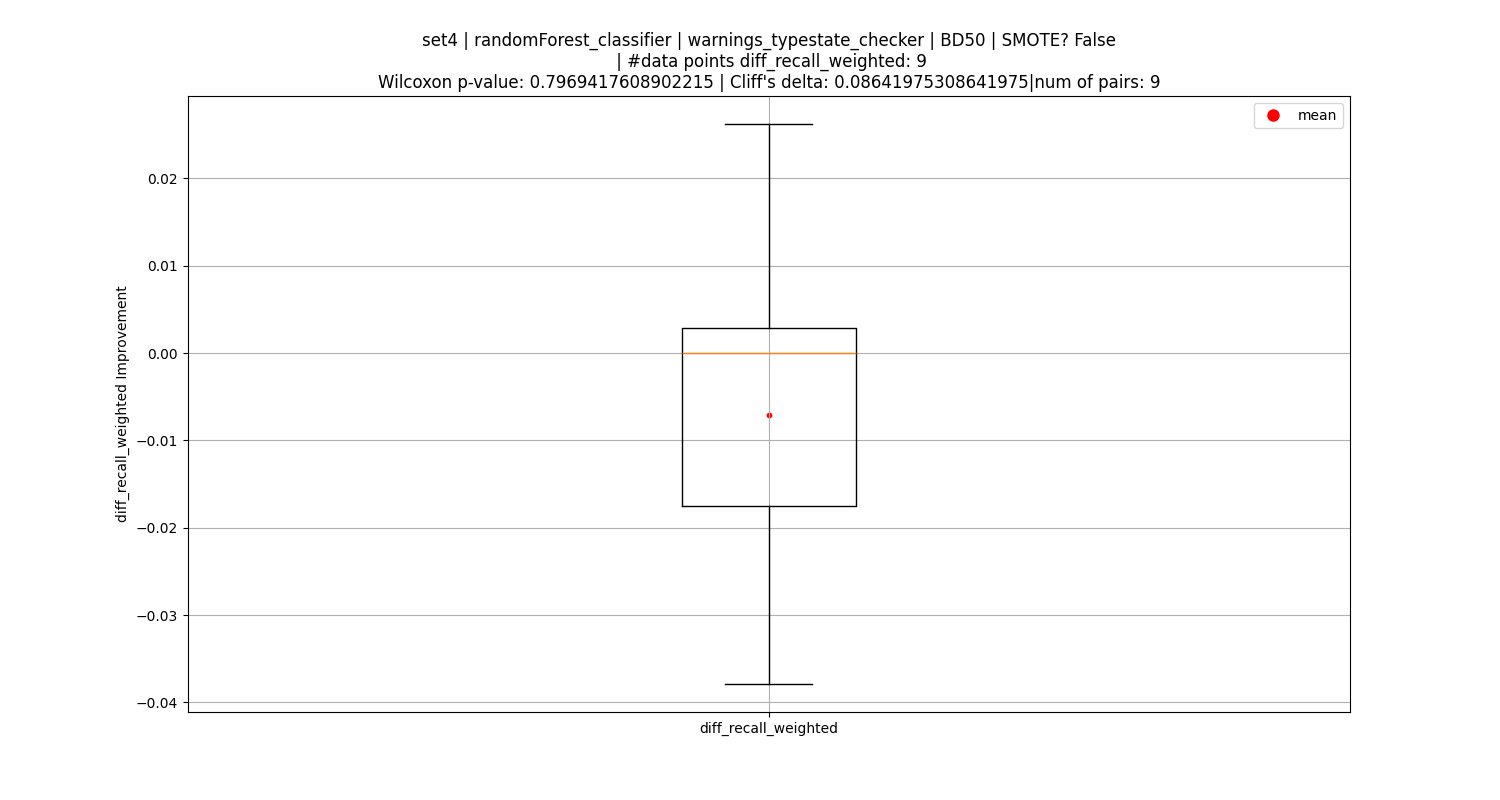 set4 | randomForest_classifier | warnings_typestate_checker | BD50 | SMOTE? False
| #data points diff_recall_weighted: 9
Wilcoxon p-value: 0.7969417608902215 | Cliff's delta: 0.08641975308641975|num of pairs: 9
mean
0.02
0.01
0.00
−0.01
−0.02
−0.03
−0.04
diff_recall_weighted Improvement
diff_recall_weighted